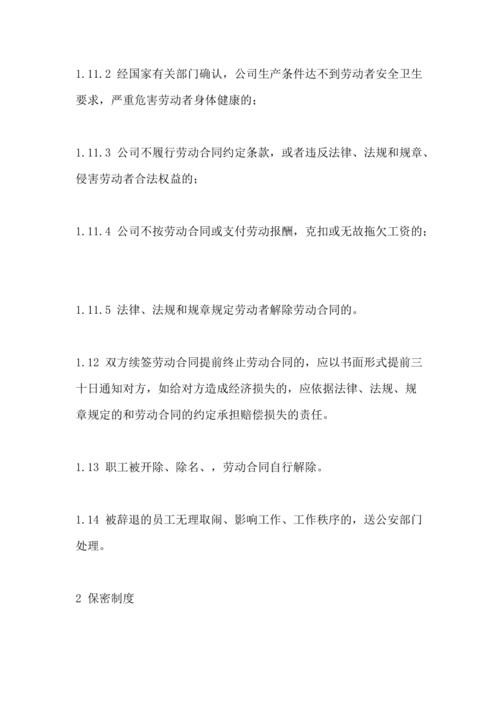 1.11.2 经国家有关部门确认，公司生产条件达不到劳动者安全卫生
要求，严重危害劳动者身体健康的；
1.11.3 公司不履行劳动合同约定条款，或者违反法律、法规和规章、
侵害劳动者合法权益的；
1.11.4 公司不按劳动合同或支付劳动报酬，克扣或无故拖欠工资的；
1.11.5 法律、法规和规章规定劳动者解除劳动合同的。
1.12 双方续签劳动合同提前终止劳动合同的，应以书面形式提前三
十日通知对方，如给对方造成经济损失的，应依据法律、法规、规
章规定的和劳动合同的约定承担赔偿损失的责任。
1.13 职工被开除、除名、，劳动合同自行解除。
1.14 被辞退的员工无理取闹、影响工作、工作秩序的，送公安部门
处理。
2 保密制度